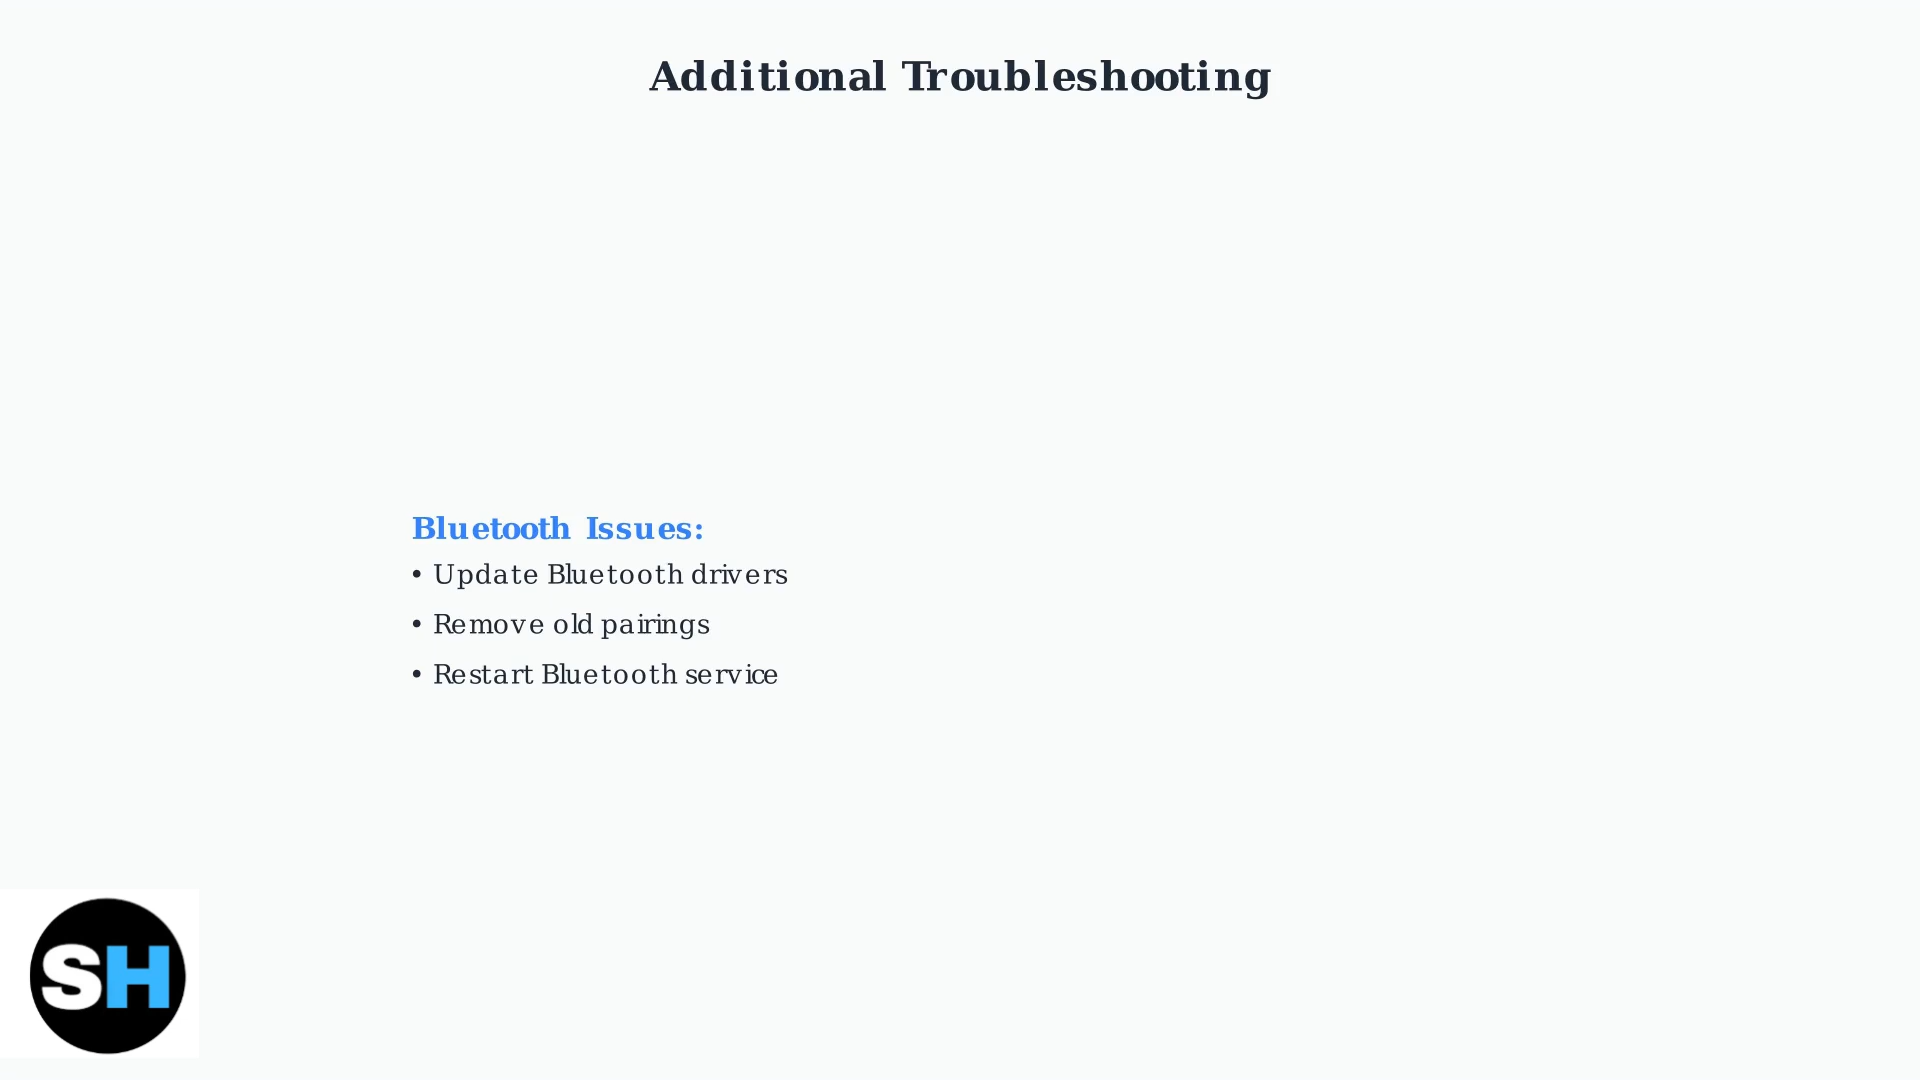 Additional Troubleshooting
Bluetooth Issues:
• Update Bluetooth drivers
• Remove old pairings
• Restart Bluetooth service
SH